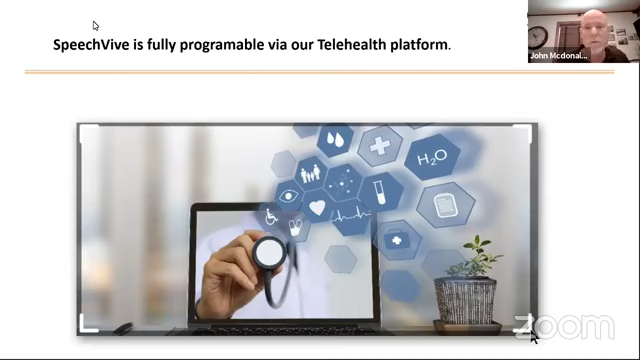 SpeechVive is fully programable via our Telehealth platform.
John Mcdonal...
H₂O
zoom